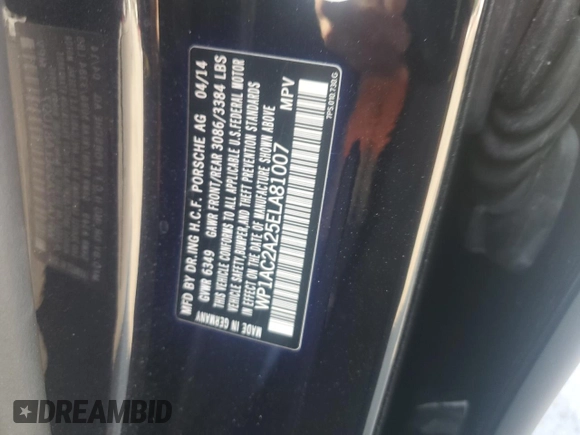 MFD BY DR.ING H.C.F. PORSCHE AG 04/14
GVWR 6349 GAWR FRONT/REAR 3086/3384 LBS
THIS VEHICLE CONFORMS TO ALL APPLICABLE U.S.FEDERAL MOTOR
VEHICLE SAFETY,BUMPER,AND THEFT PREVENTION STANDARDS
IN EFFECT ON THE DATE OF MANUFACTURE SHOWN ABOVE
WP1AC2A25ELA81007 MPV
MADE IN GERMANY 7P5.010.730.G
DREAMBID